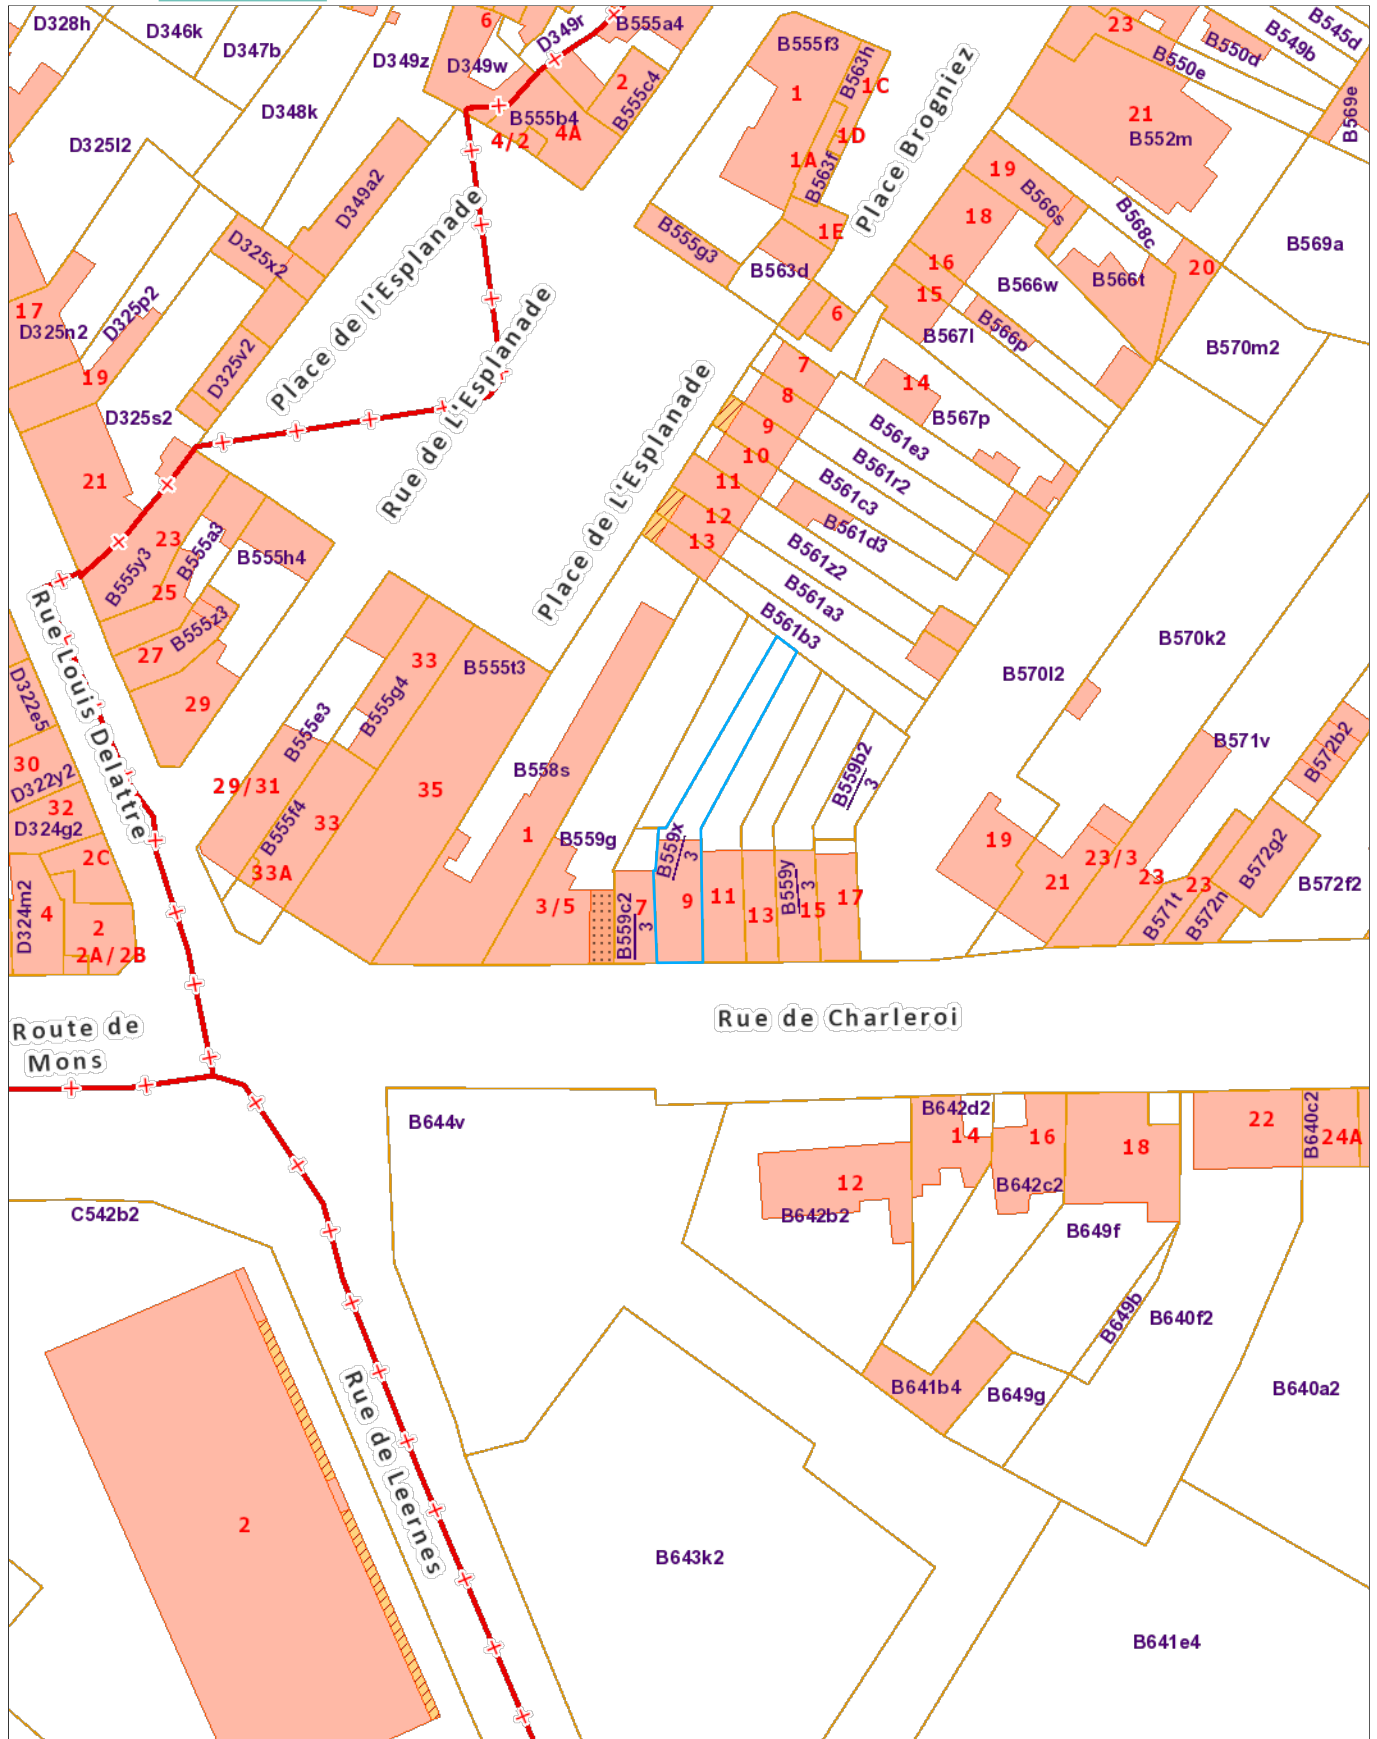 D328h
D346k
D347b
D349z
D348k
D325l2
6
D349r
B555a4
D349w
2
B555c4
B555b4
4/2
4A
B555f3
B563h
1
1C
1D
1A
B563f
1E
Place Brogniez
23
B550d
B550e
B549b
B545d
B569e
21
B552m
19
B566s
18
B568c
B569a
20
16
15
B566w
B566t
B566p
B567l
B570m2
D349a2
D325x2
D325p2
17
D325n2
19
D325v2
D325s2
Place de l'Esplanade
Rue de L'Esplanade
Place de L'Esplanade
B555g3
B563d
6
7
8
9
10
11
12
13
14
B567p
B561e3
B561r2
B561c3
B561d3
B561z2
B561a3
B561b3
21
23
B555a3
B555y3
25
B555h4
B555z3
27
29
Rue Louis Delattre
D322e5
30
D322y2
32
D324g2
2C
D324m2
4
2
2A/2B
33
B555t3
B555g4
B555e3
29/31
B555f4
33
33A
35
B558s
1
B559g
3/5
B559c2
3
7
B559x
3
9
11
13
B559y
3
15
17
B559b2
3
B570l2
B570k2
B571v
B572b2
19
21
23/3
23
23
B571t
B572n
B572g2
B572f2
Route de
Mons
Rue de Charleroi
B644v
B642d2
14
16
18
22
B640c2
24A
12
B642b2
B642c2
B649f
B649b
B640f2
B641b4
B649g
B640a2
C542b2
2
Rue de Leernes
B643k2
B641e4